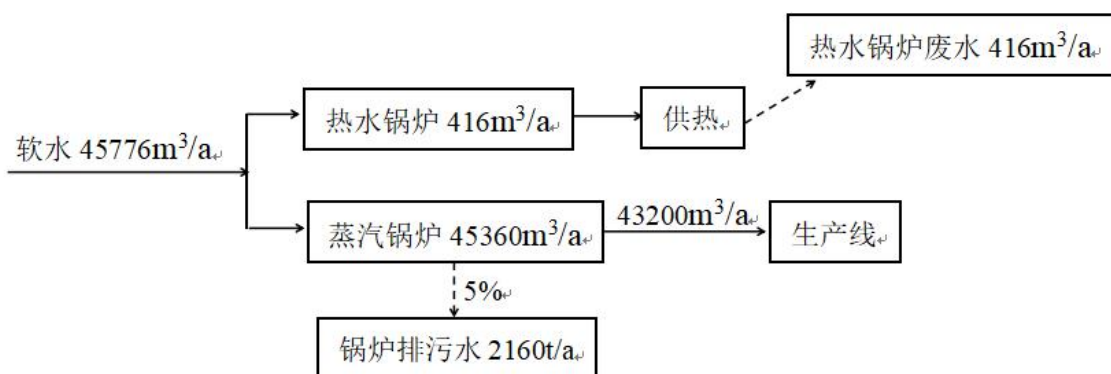 热水锅炉废水 416m³/a
热水锅炉 416m³/a
供热
软水 45776m³/a
蒸汽锅炉 45360m³/a
43200m³/a
生产线
5%
锅炉排污水 2160t/a